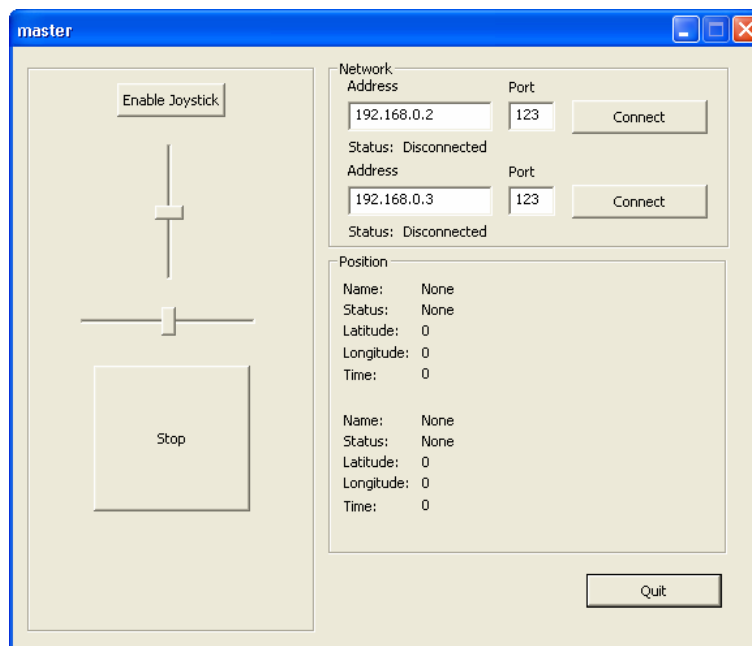 master
Enable Joystick
Stop
Network
Address Port
192.168.0.2 123 Connect
Status: Disconnected
Address Port
192.168.0.3 123 Connect
Status: Disconnected
Position
Name: None
Status: None
Latitude: 0
Longitude: 0
Time: 0
Name: None
Status: None
Latitude: 0
Longitude: 0
Time: 0
Quit